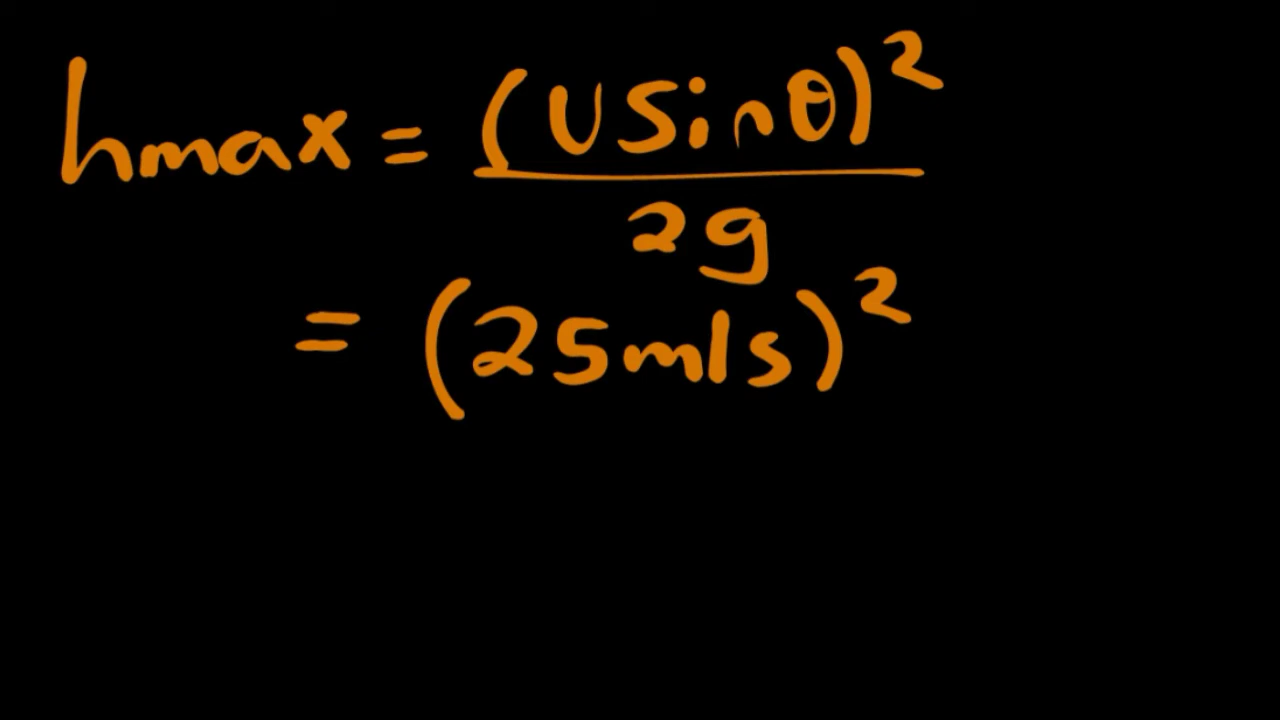 hmax = (USinθ)²
2g
= (25m/s)²